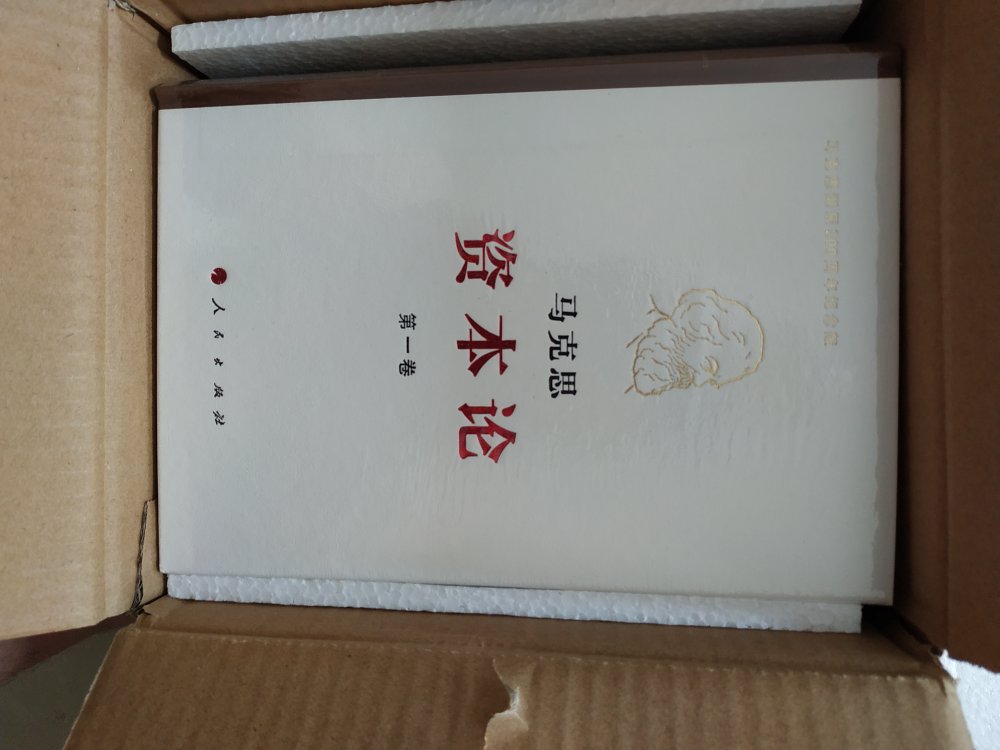 马克思
资本论
第一卷
人民出版社